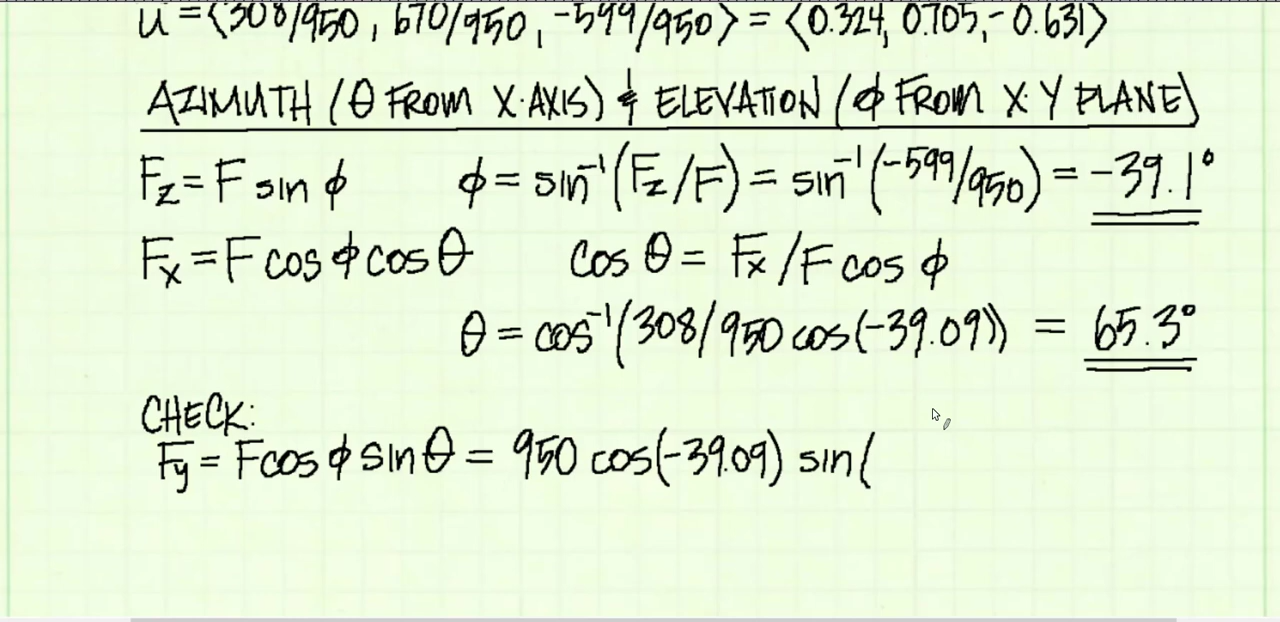 u = ⟨308/950, 670/950, -599/950⟩ = ⟨0.324, 0.705, -0.631⟩
AZIMUTH (θ FROM X·AXIS) & ELEVATION (ϕ FROM X·Y PLANE)
Fz = F sin ϕ ϕ = sin⁻¹(Fz/F) = sin⁻¹(-599/950) = -39.1°
Fx = F cos ϕ cos θ cos θ = Fx/F cos ϕ
θ = cos⁻¹(308/950 cos(-39.09)) = 65.3°
CHECK:
Fy = F cos ϕ sin θ = 950 cos(-39.09) sin(